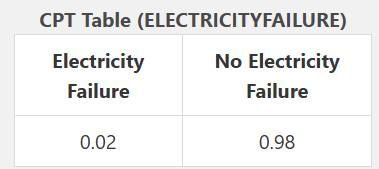 CPT Table (ELECTRICITYFAILURE)
Electricity Failure
No Electricity Failure
0.02
0.98